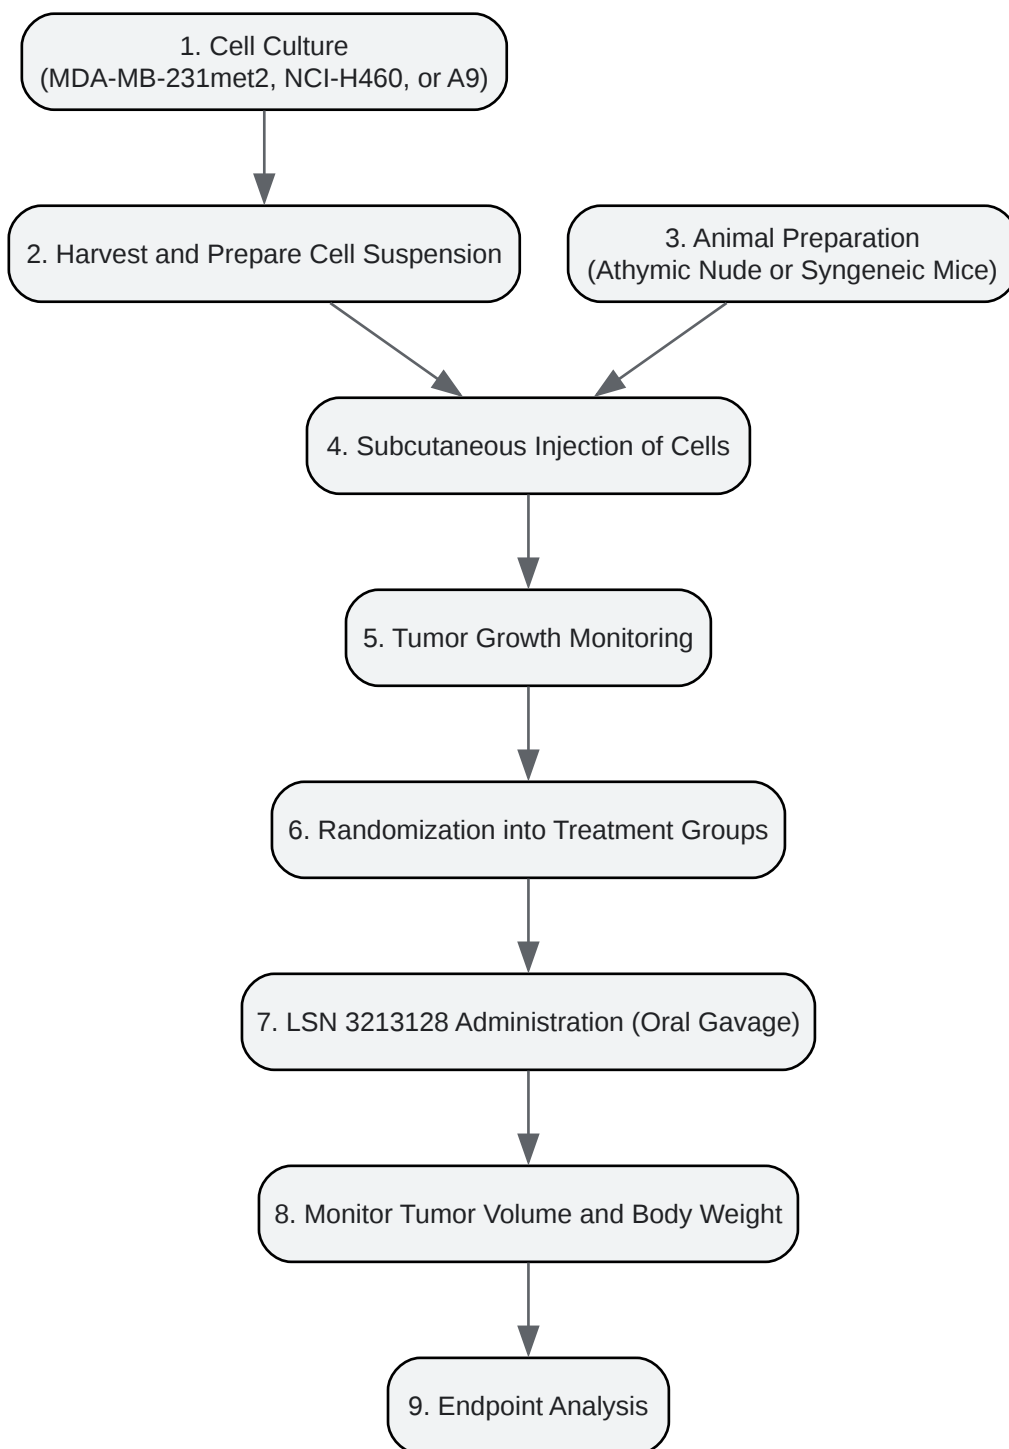 1. Cell Culture
(MDA-MB-231met2, NCI-H460, or A9)
2. Harvest and Prepare Cell Suspension
3. Animal Preparation
(Athymic Nude or Syngeneic Mice)
4. Subcutaneous Injection of Cells
5. Tumor Growth Monitoring
6. Randomization into Treatment Groups
7. LSN 3213128 Administration (Oral Gavage)
8. Monitor Tumor Volume and Body Weight
9. Endpoint Analysis